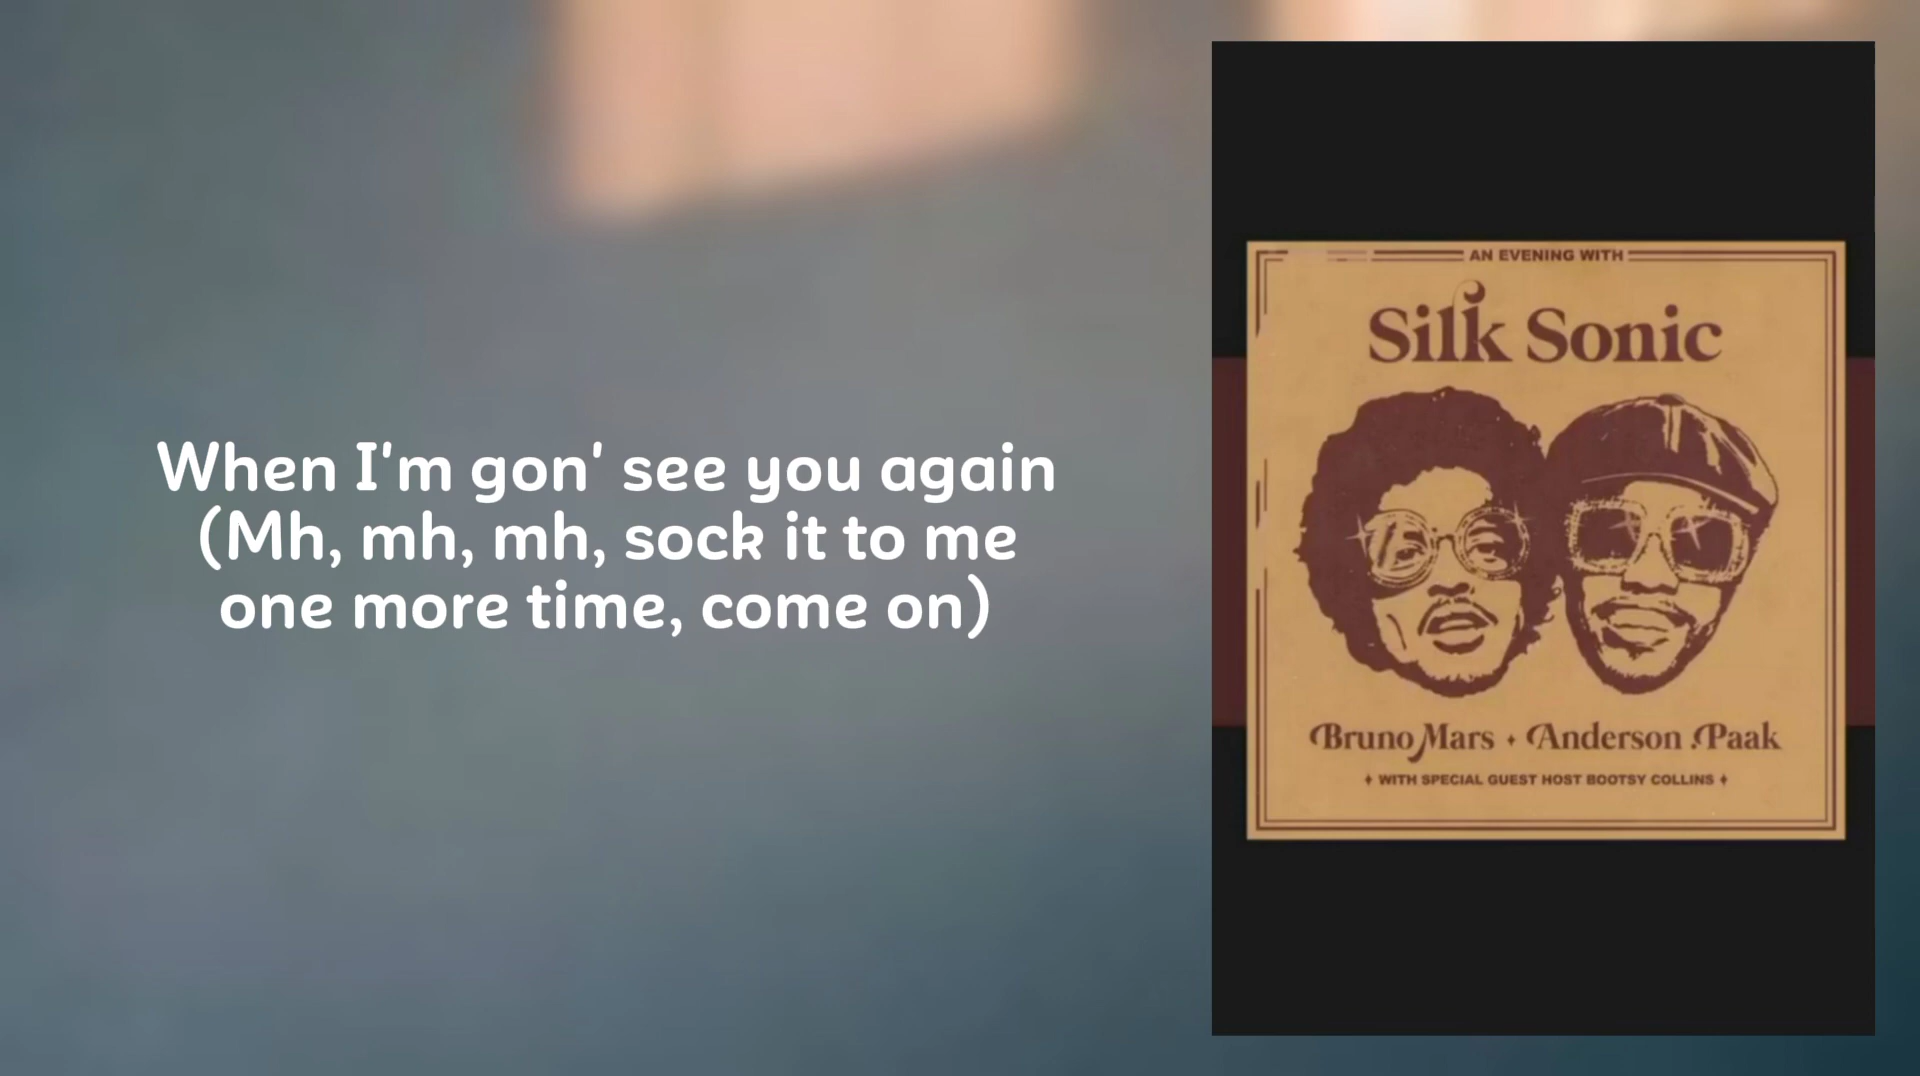 When I'm gon' see you again
(Mh, mh, mh, sock it to me
one more time, come on)
AN EVENING WITH
Silk Sonic
Bruno Mars + Anderson .Paak
+ WITH SPECIAL GUEST HOST BOOTSY COLLINS +